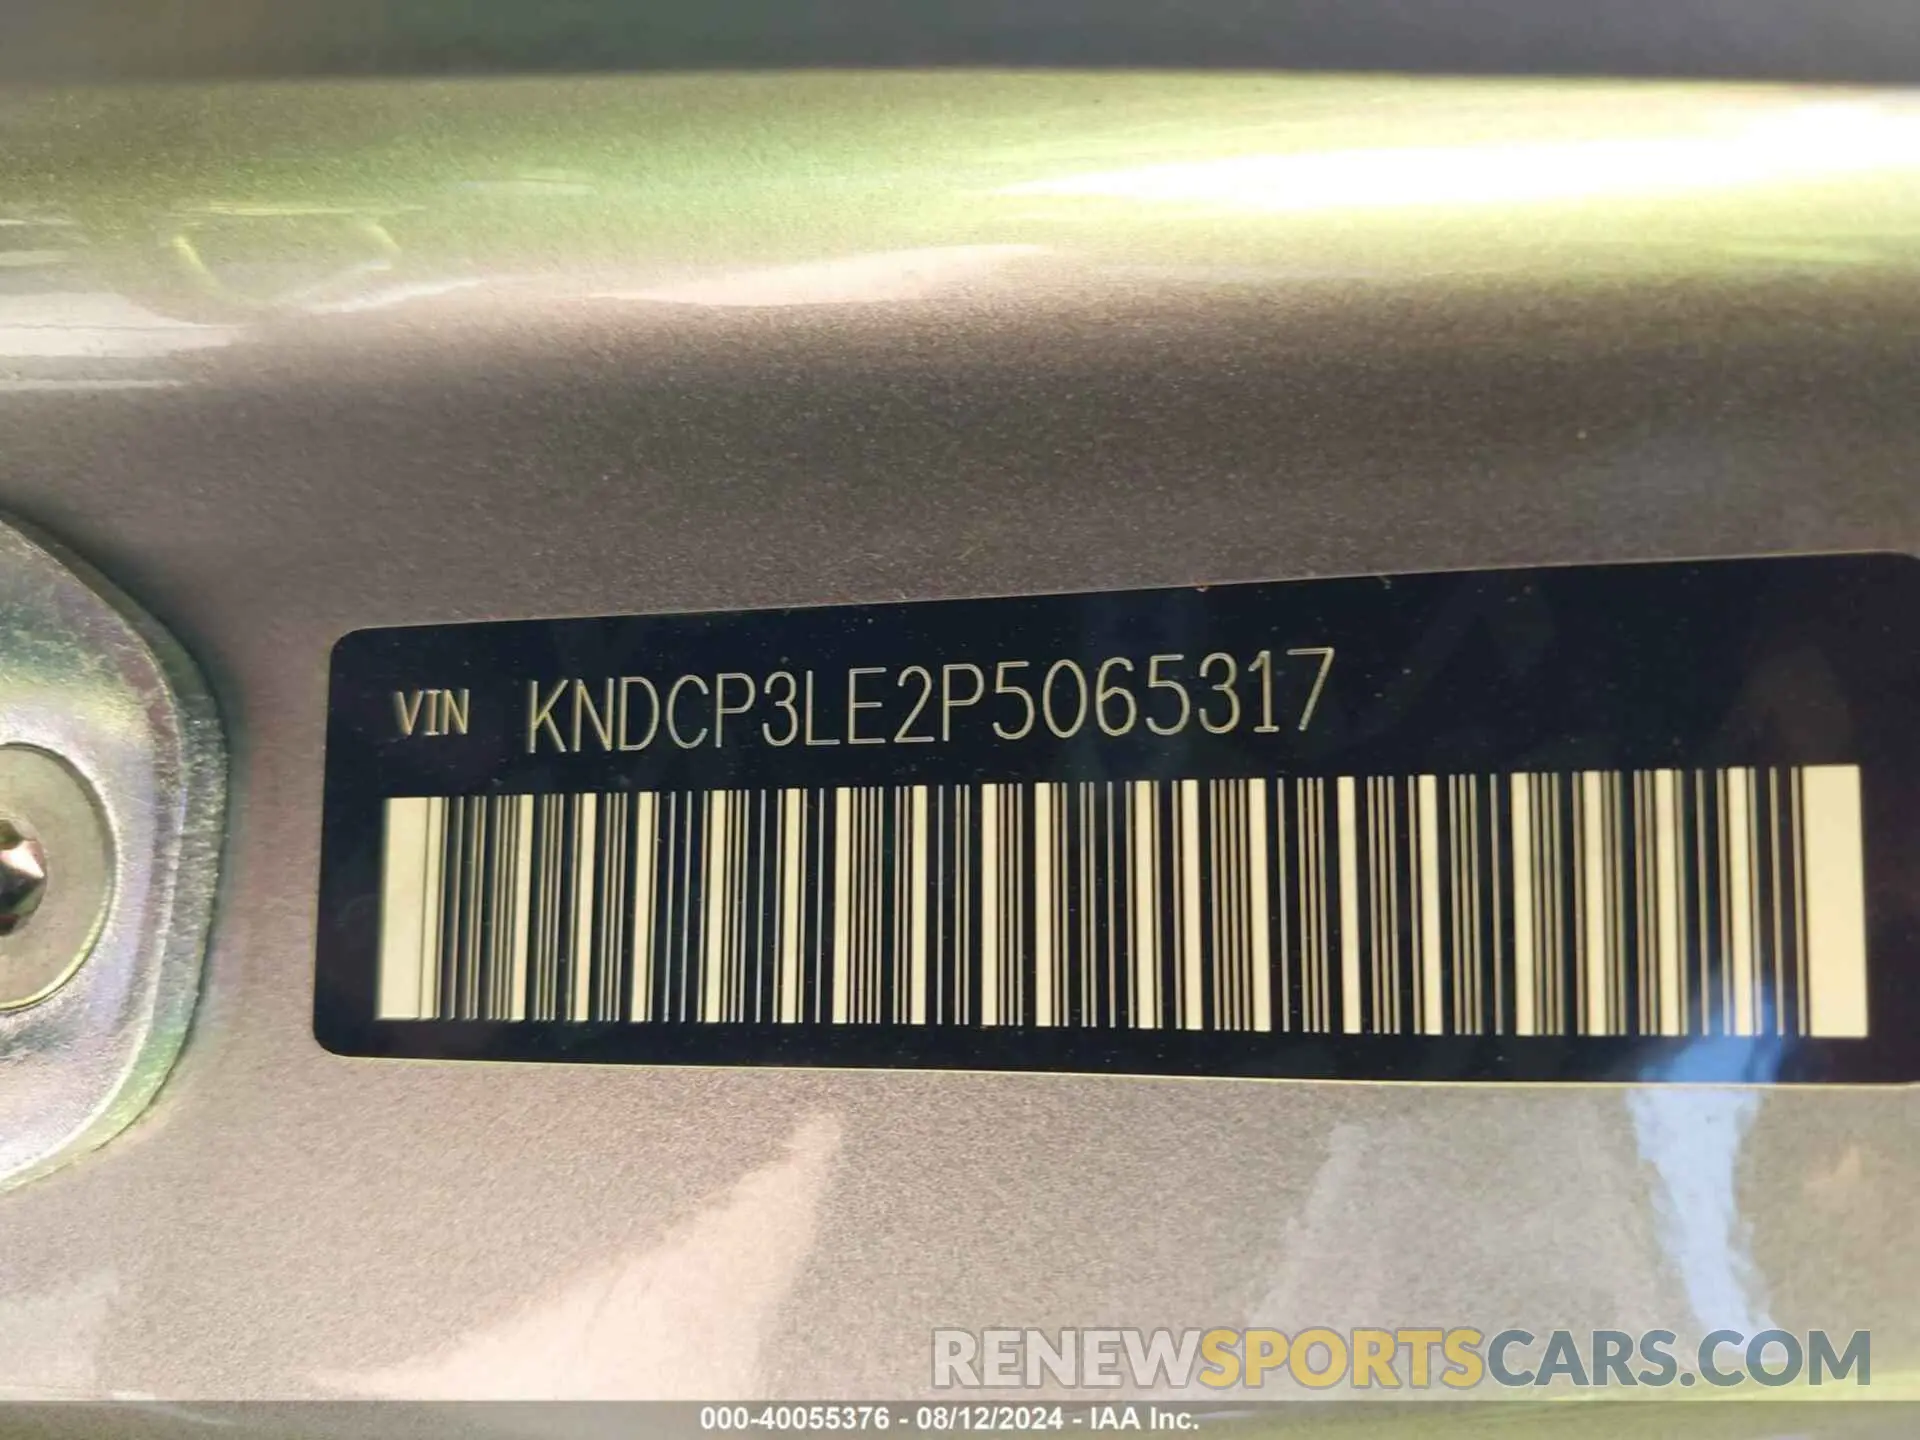 VIN KNDCP3LE2P5065317
RENEWSPORTSCARS.COM
000-40055376 - 08/12/2024 - IAA Inc.